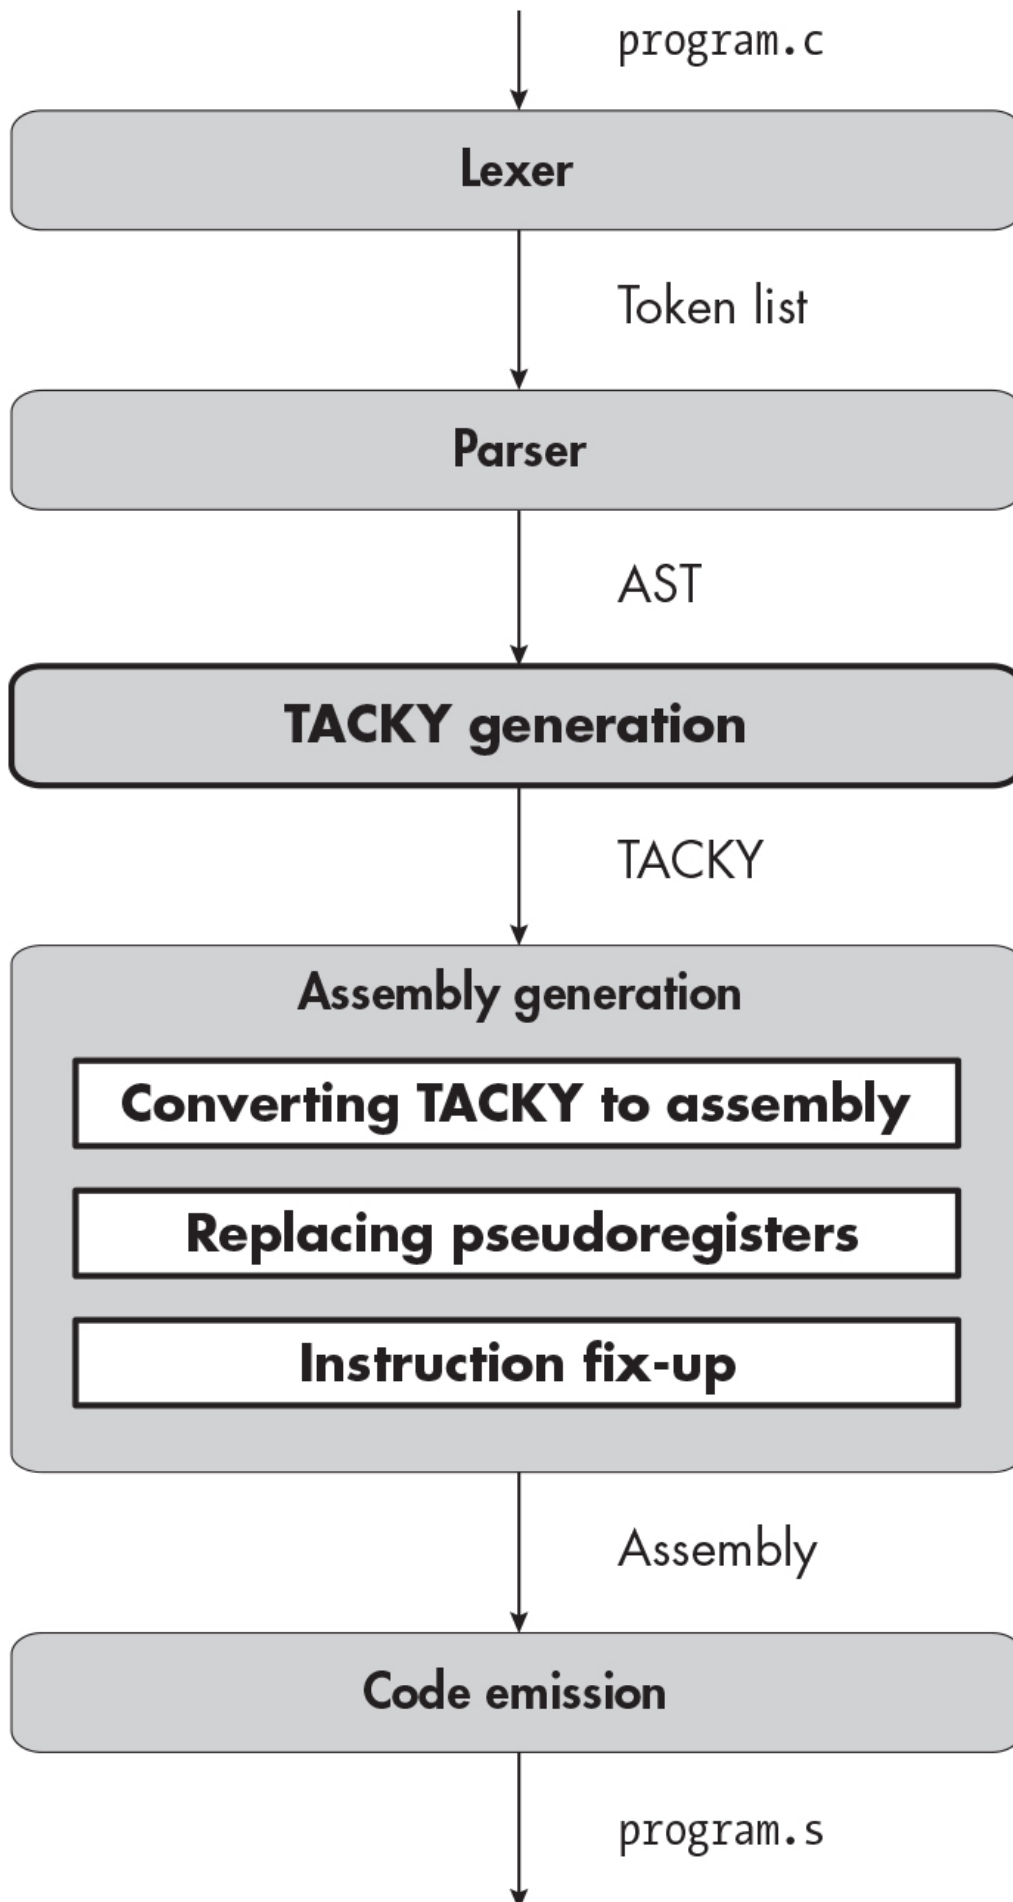 program.c
Lexer
Token list
Parser
AST
TACKY generation
TACKY
Assembly generation
Converting TACKY to assembly
Replacing pseudoregisters
Instruction fix-up
Assembly
Code emission
program.s